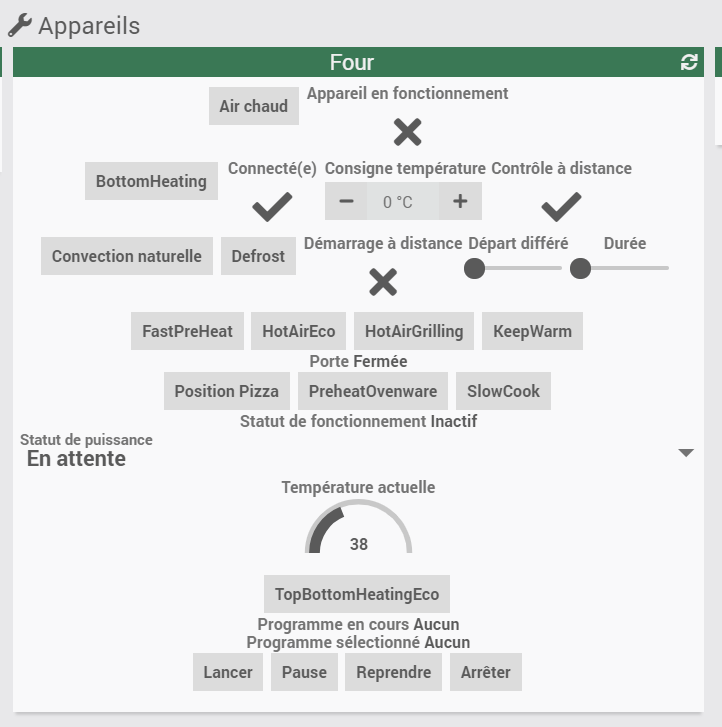 Appareils
Four
Air chaud Appareil en fonctionnement
BottomHeating Connecté(e) Consigne température Contrôle à distance
0 °C
Convection naturelle Defrost Démarrage à distance Départ différé Durée
FastPreHeat HotAirEco HotAirGrilling KeepWarm
Porte Fermée
Position Pizza PreheatOvenware SlowCook
Statut de fonctionnement Inactif
Statut de puissance
En attente
Température actuelle
38
TopBottomHeatingEco
Programme en cours Aucun
Programme sélectionné Aucun
Lancer Pause Reprendre Arrêter